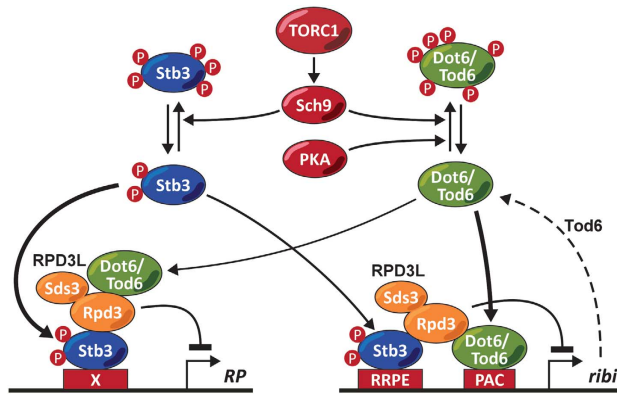 TORC1
P P P P P
Stb3
P P P P P
Dot6/
Tod6
Sch9
PKA
P
P
Stb3
Dot6/
Tod6
Tod6
RPD3L
Dot6/
Tod6
Sds3
Rpd3
P
P
Stb3
X
RP
RPD3L
Sds3
Rpd3
P
P
Stb3
Dot6/
Tod6
RRPE
PAC
ribi